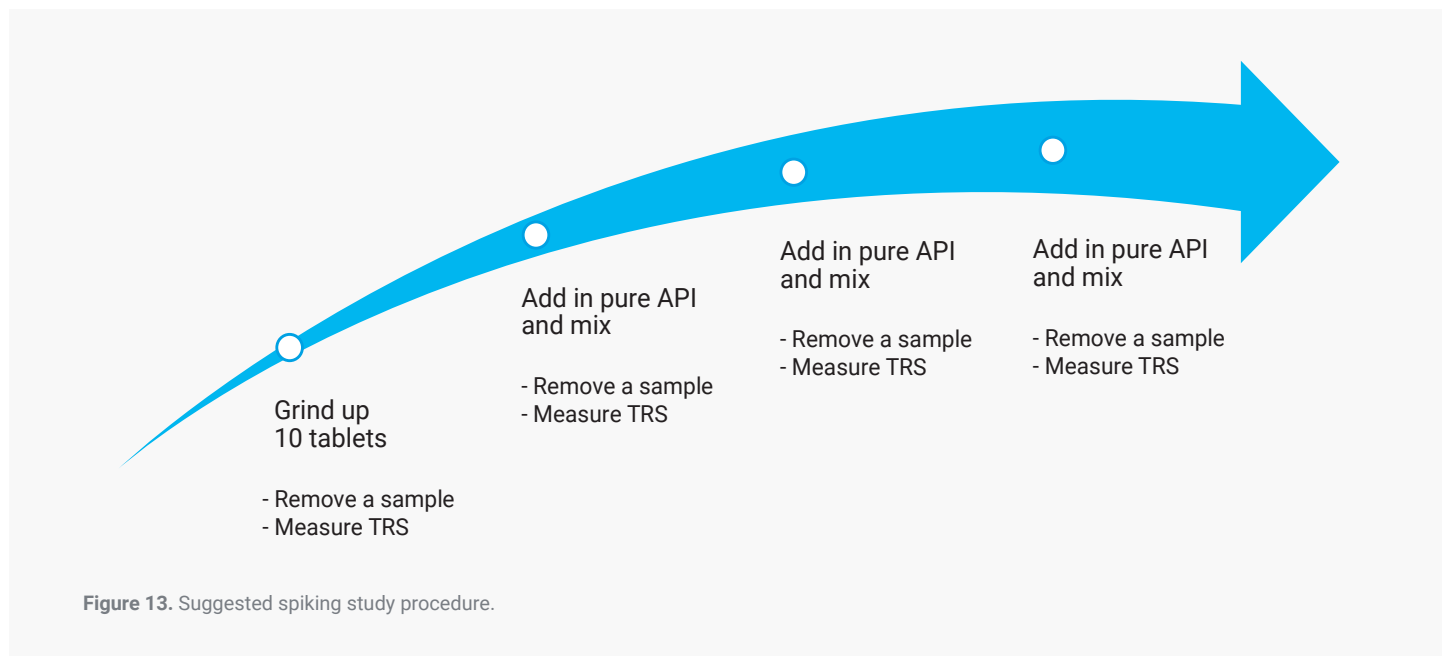 Grind up
10 tablets
- Remove a sample
- Measure TRS
Add in pure API
and mix
- Remove a sample
- Measure TRS
Add in pure API
and mix
- Remove a sample
- Measure TRS
Add in pure API
and mix
- Remove a sample
- Measure TRS
Figure 13. Suggested spiking study procedure.